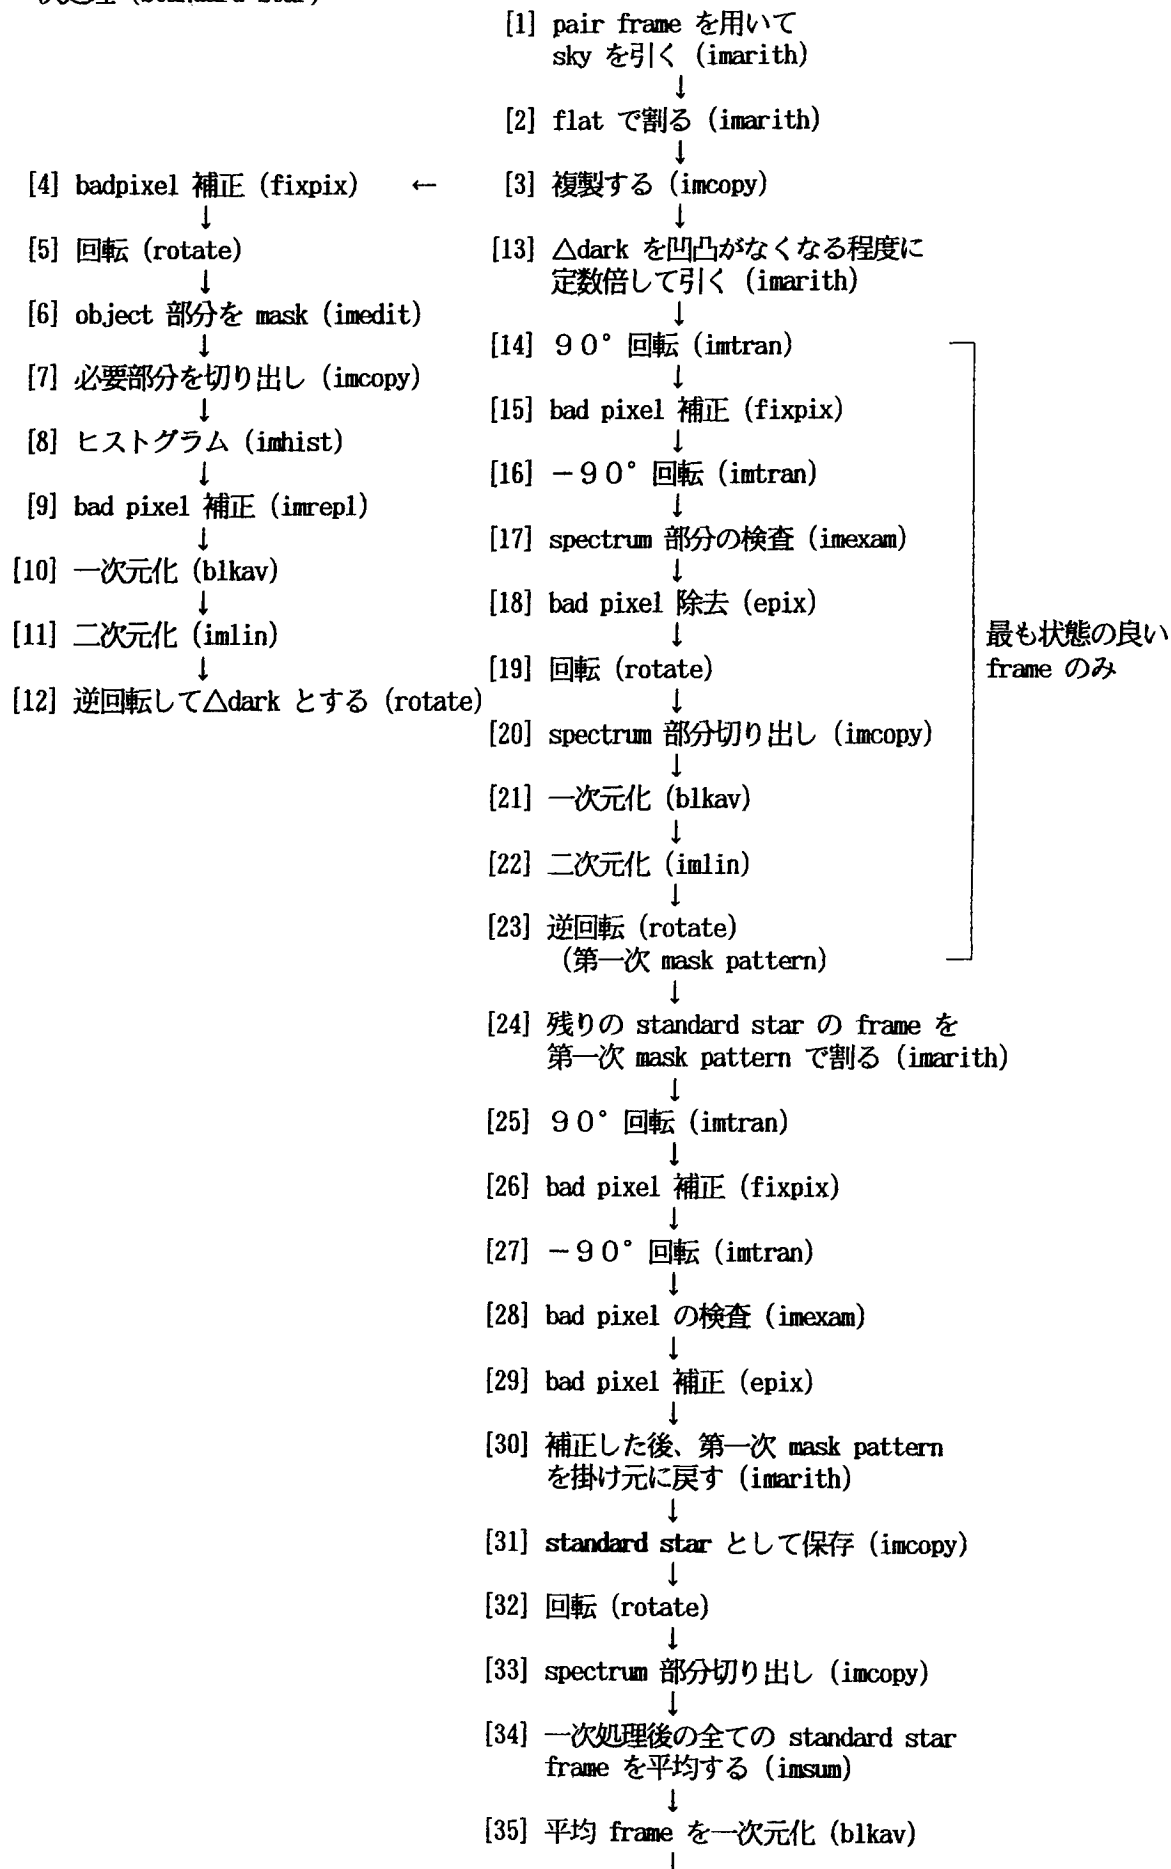 [1] pair frame を用いて
sky を引く (imarith)
↓
[2] flat で割る (imarith)
↓
[3] 複製する (imcopy)
←
[4] badpixel 補正 (fixpix)
↓
[5] 回転 (rotate)
↓
[6] object 部分を mask (imedit)
↓
[7] 必要部分を切り出し (imcopy)
↓
[8] ヒストグラム (imhist)
↓
[9] bad pixel 補正 (imrepl)
↓
[10] 一次元化 (blkav)
↓
[11] 二次元化 (imlin)
↓
[12] 逆回転して△dark とする (rotate)
↓
[13] △dark を凹凸がなくなる程度に
定数倍して引く (imarith)
↓
[14] 90° 回転 (imtran)
↓
[15] bad pixel 補正 (fixpix)
↓
[16] −90° 回転 (imtran)
↓
[17] spectrum 部分の検査 (imexam)
↓
[18] bad pixel 除去 (epix)
↓
[19] 回転 (rotate)
↓
[20] spectrum 部分切り出し (imcopy)
↓
[21] 一次元化 (blkav)
↓
[22] 二次元化 (imlin)
↓
[23] 逆回転 (rotate)
(第一次 mask pattern)
最も状態の良い
frame のみ
↓
[24] 残りの standard star の frame を
第一次 mask pattern で割る (imarith)
↓
[25] 90° 回転 (imtran)
↓
[26] bad pixel 補正 (fixpix)
↓
[27] −90° 回転 (imtran)
↓
[28] bad pixel の検査 (imexam)
↓
[29] bad pixel 補正 (epix)
↓
[30] 補正した後、第一次 mask pattern
を掛け元に戻す (imarith)
↓
[31] standard star として保存 (imcopy)
↓
[32] 回転 (rotate)
↓
[33] spectrum 部分切り出し (imcopy)
↓
[34] 一次処理後の全ての standard star
frame を平均する (imsum)
↓
[35] 平均 frame を一次元化 (blkav)